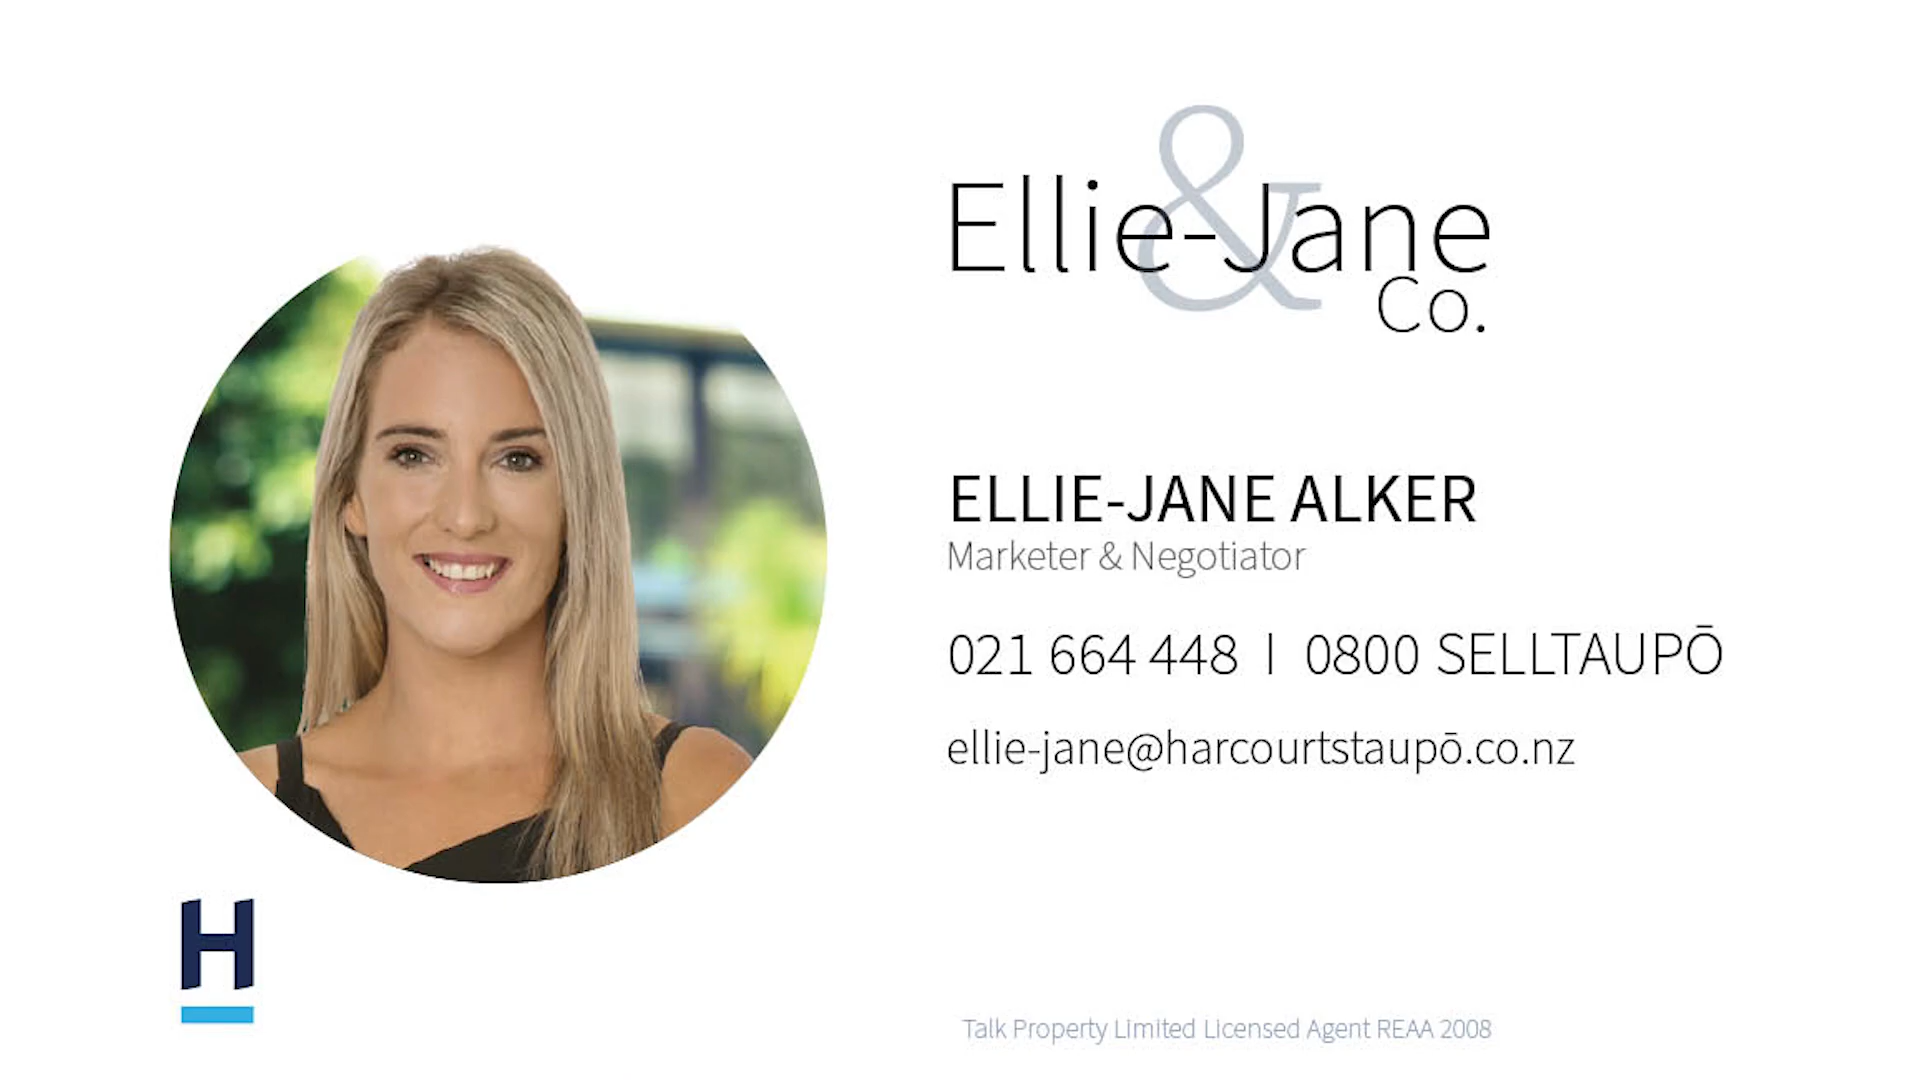 Ellie-Jane
&
Co.
ELLIE-JANE ALKER
Marketer & Negotiator
021 664 448 | 0800 SELLTAUPŌ
ellie-jane@harcourtstaupō.co.nz
H
Talk Property Limited Licensed Agent REAA 2008